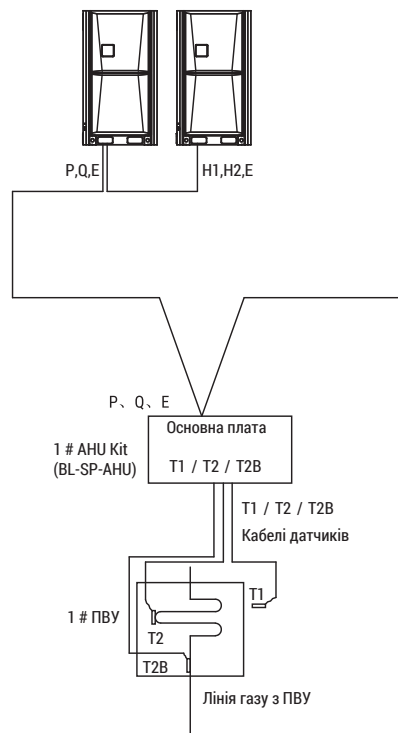 P,Q,E
H1,H2,E
P、Q、E
Основна плата
1 # AHU Kit
(BL-SP-AHU)
T1 / T2 / T2B
T1 / T2 / T2B
Кабелі датчиків
T1
1 # ПВУ
T2
T2B
Лінія газу з ПВУ